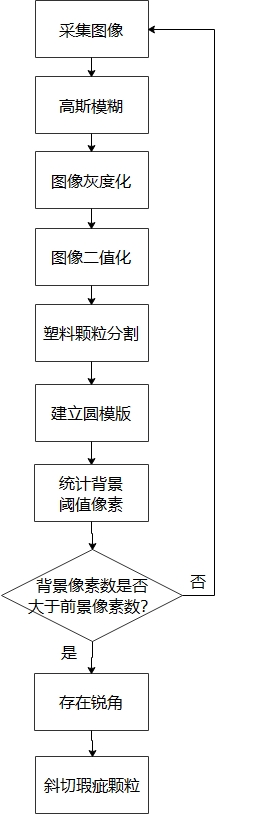 采集图像
高斯模糊
图像灰度化
图像二值化
塑料颗粒分割
建立圆模版
统计背景
阈值像素
背景像素数是否
大于前景像素数?
否
是
存在锐角
斜切瑕疵颗粒